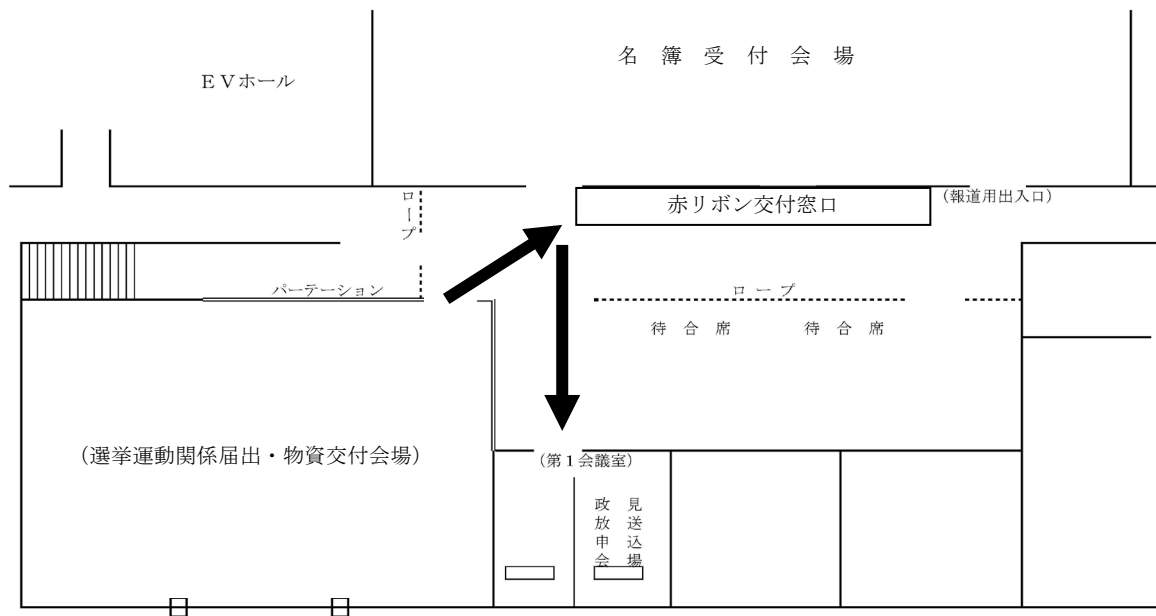 名 簿 受 付 会 場
ＥＶホール
ロープ
赤リボン交付窓口
（報道用出入口）
パーテーション
ロープ
待 合 席
待 合 席
（選挙運動関係届出・物資交付会場）
（第１会議室）
政見
放送
申込
会場